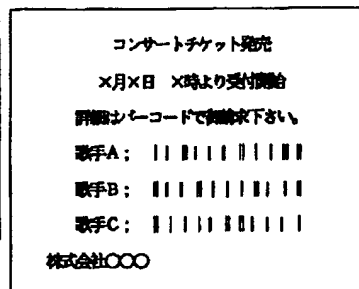 コンサートチケット発売
×月×日 ×時より受付開始
詳細はバーコードで御請求下さい。
歌手A；
歌手B；
歌手C；
株式会社○○○